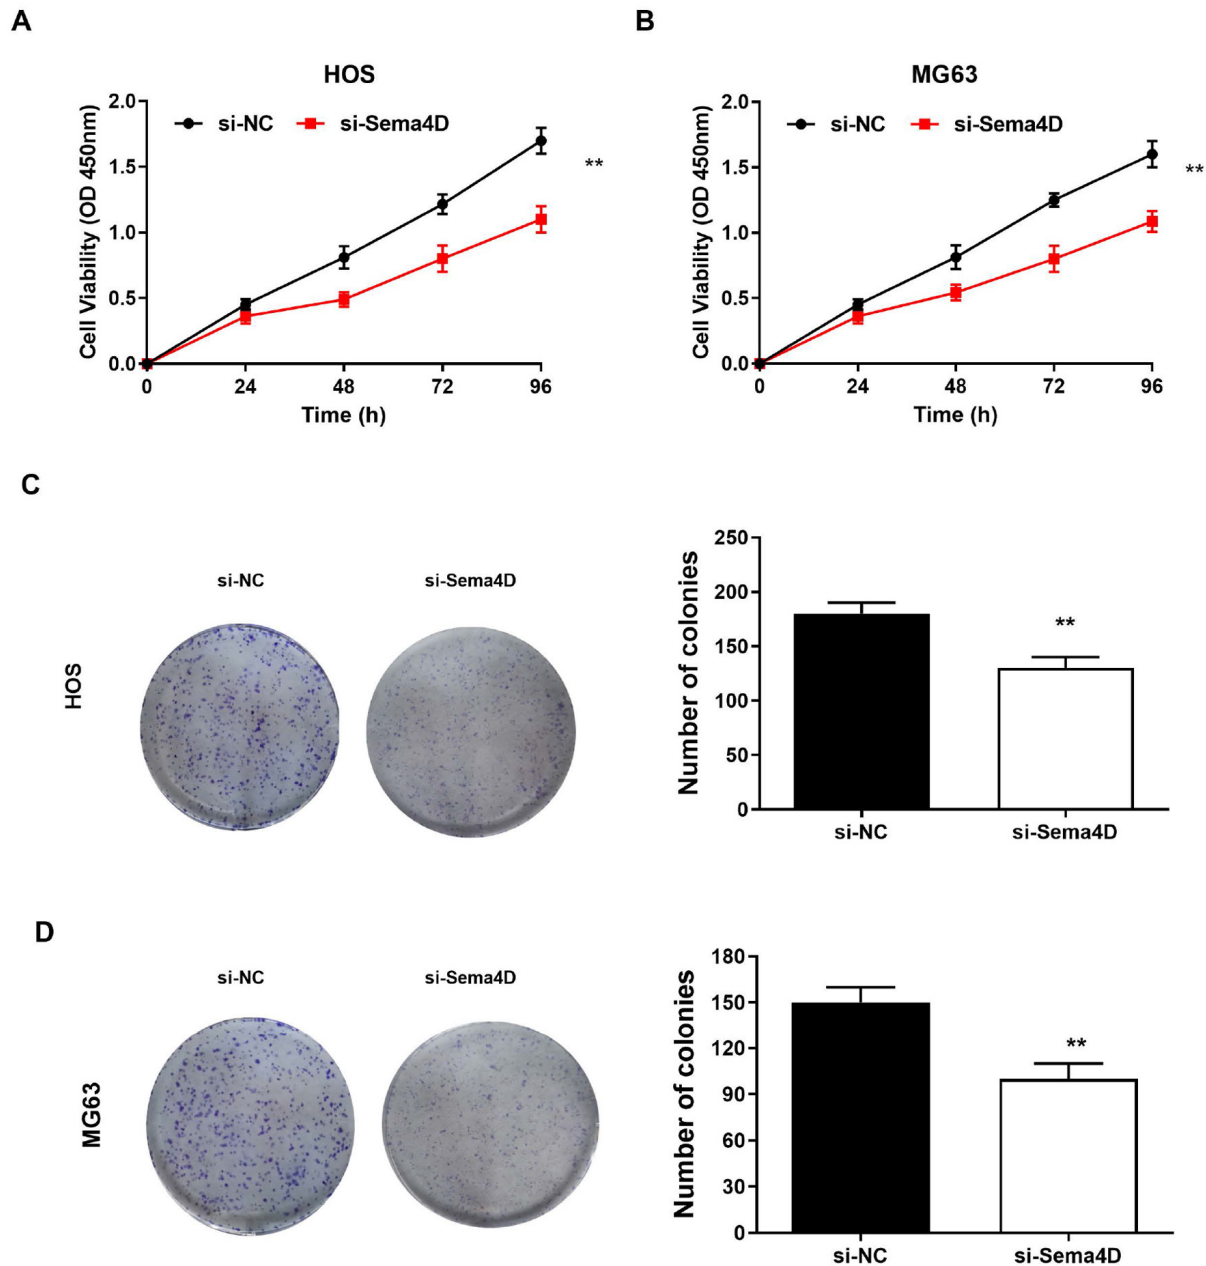 A
B
HOS
MG63
si-NC si-Sema4D
si-NC si-Sema4D
Cell Viability (OD 450nm)
2.0
1.5
1.0
0.5
0.0
**
0 24 48 72 96
Time (h)
Cell Viability (OD 450nm)
2.0
1.5
1.0
0.5
0.0
**
0 24 48 72 96
Time (h)
C
si-NC si-Sema4D
HOS
Number of colonies
250
200
150
100
50
0
**
si-NC si-Sema4D
D
si-NC si-Sema4D
MG63
Number of colonies
180
150
120
90
60
30
0
**
si-NC si-Sema4D